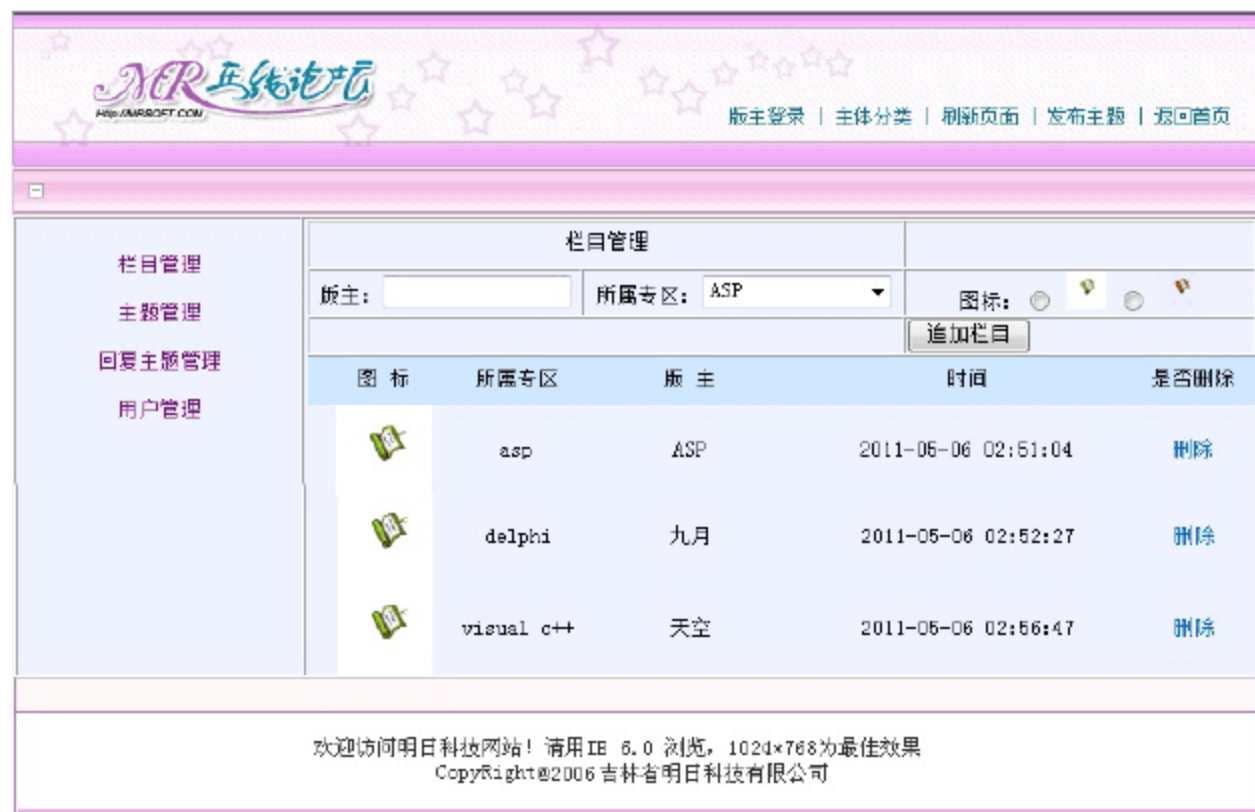 MR在线论坛
Http://MRBSOFT.COM
版主登录 | 主体分类 | 刷新页面 | 发布主题 | 返回首页
栏目管理
主题管理
回复主题管理
用户管理
栏目管理
版主: 所属专区: ASP 图标:
追加栏目
图 标 所属专区 版 主 时间 是否删除
asp ASP 2011-05-06 02:51:04 删除
delphi 九月 2011-05-06 02:52:27 删除
visual c++ 天空 2011-05-06 02:56:47 删除
欢迎访问明日科技网站! 请用IE 6.0 浏览，1024*768为最佳效果
CopyRight@2006 吉林省明日科技有限公司